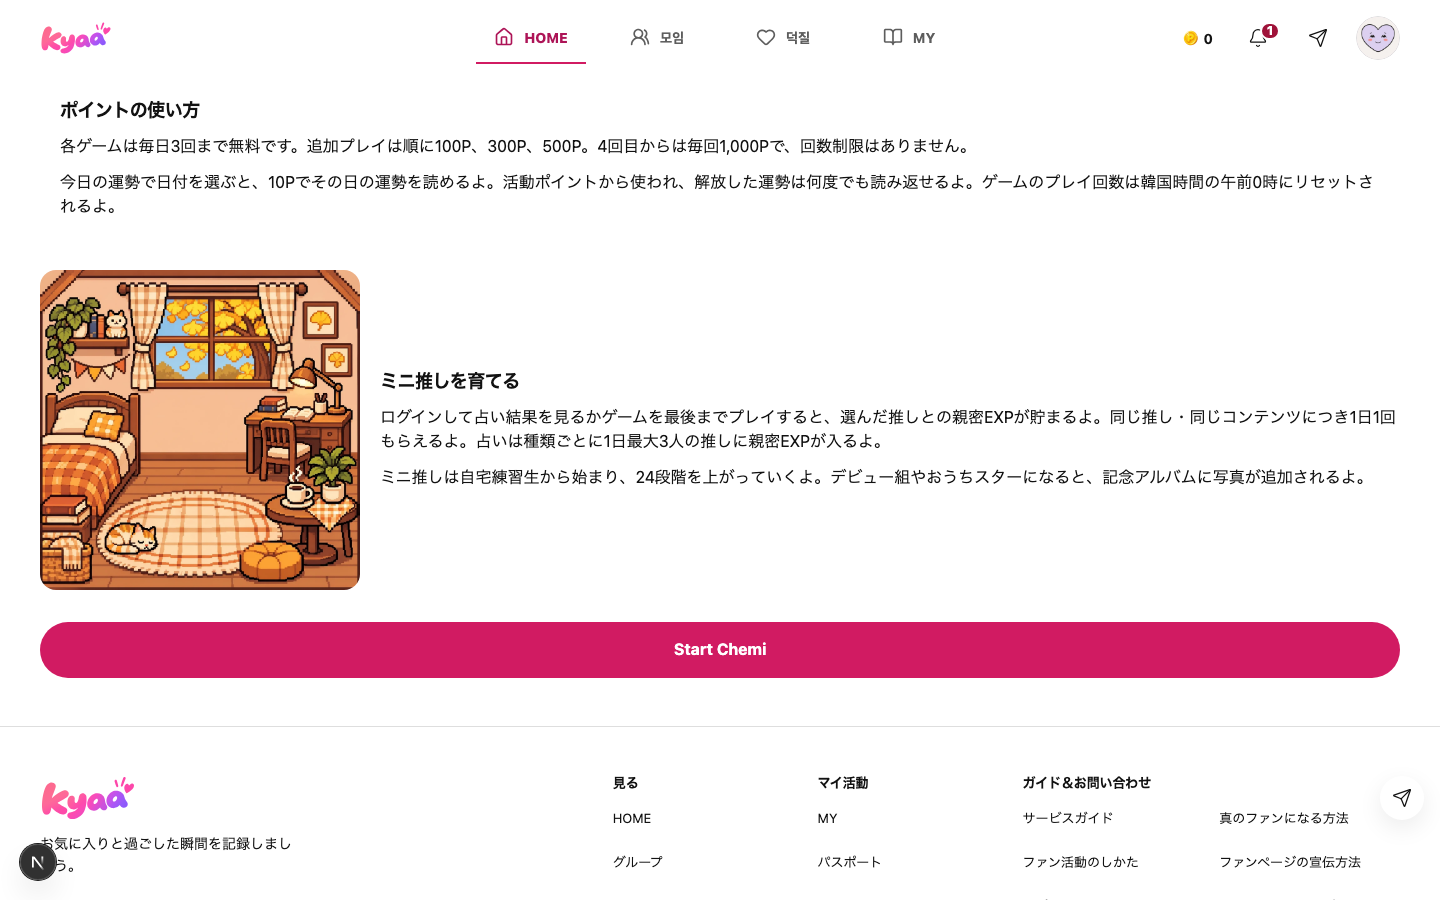 kyaa
HOME
모임
덕질
MY
0
1
ポイントの使い方
各ゲームは毎日3回まで無料です。追加プレイは順に100P、300P、500P。4回目からは毎回1,000Pで、回数制限はありません。
今日の運勢で日付を選ぶと、10Pでその日の運勢を読めるよ。活動ポイントから使われ、解放した運勢は何度でも読み返せるよ。ゲームのプレイ回数は韓国時間の午前0時にリセットさ
れるよ。
ミニ推しを育てる
ログインして占い結果を見るかゲームを最後までプレイすると、選んだ推しとの親密EXPが貯まるよ。同じ推し・同じコンテンツにつき1日1回
もらえるよ。占いは種類ごとに1日最大3人の推しに親密EXPが入るよ。
ミニ推しは自宅練習生から始まり、24段階を上がっていくよ。デビュー組やおうちスターになると、記念アルバムに写真が追加されるよ。
Start Chemi
kyaa
お気に入りと過ごした瞬間を記録しまし
う。
N
見る
HOME
グループ
マイ活動
MY
パスポート
ガイド＆お問い合わせ
サービスガイド
真のファンになる方法
ファン活動のしかた
ファンページの宣伝方法